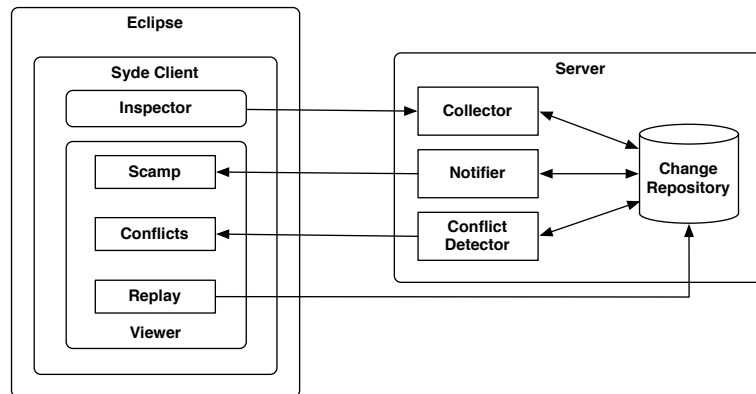 Eclipse
Syde Client
Inspector
Scamp
Conflicts
Replay
Viewer
Server
Collector
Notifier
Conflict
Detector
Change
Repository